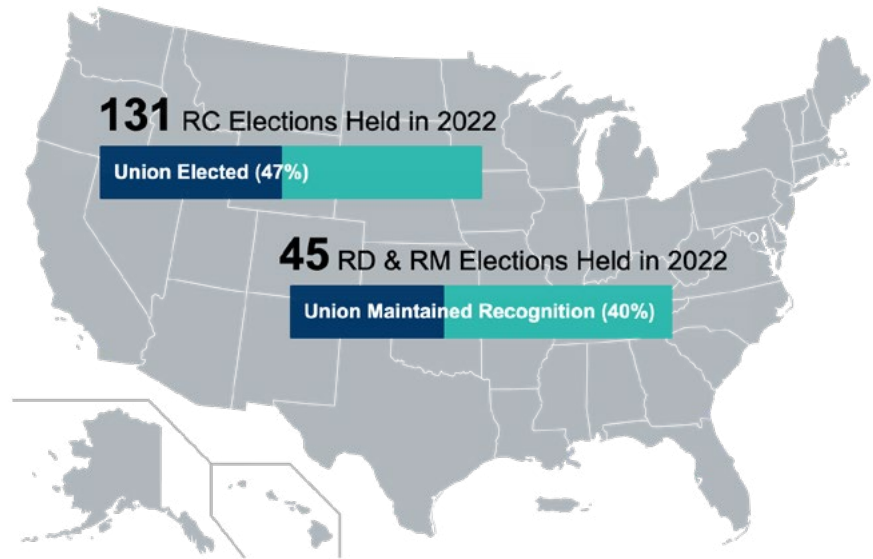 131 RC Elections Held in 2022
Union Elected (47%)
45 RD & RM Elections Held in 2022
Union Maintained Recognition (40%)